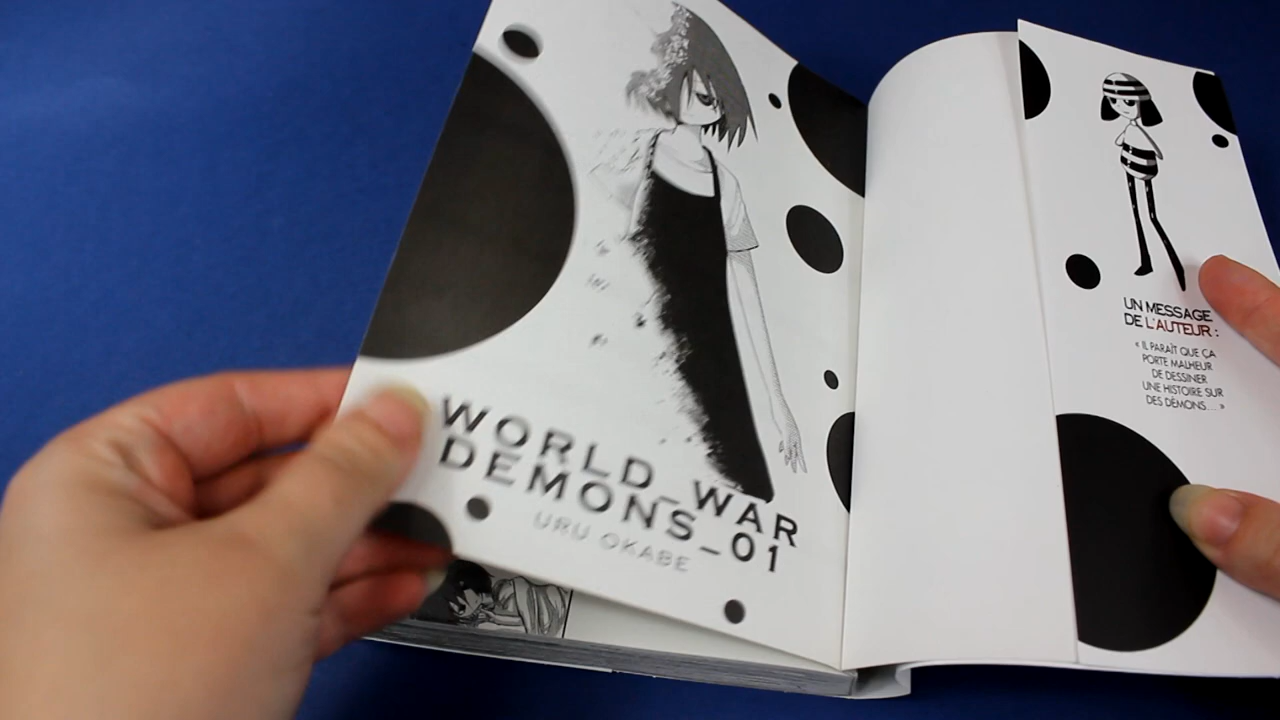 WORLD_WAR
DEMONS_01
URU OKABE
UN MESSAGE
DE L'AUTEUR :
« IL PARAÎT QUE ÇA
PORTE MALHEUR
DE DESSINER
UNE HISTOIRE SUR
DES DÉMONS... »